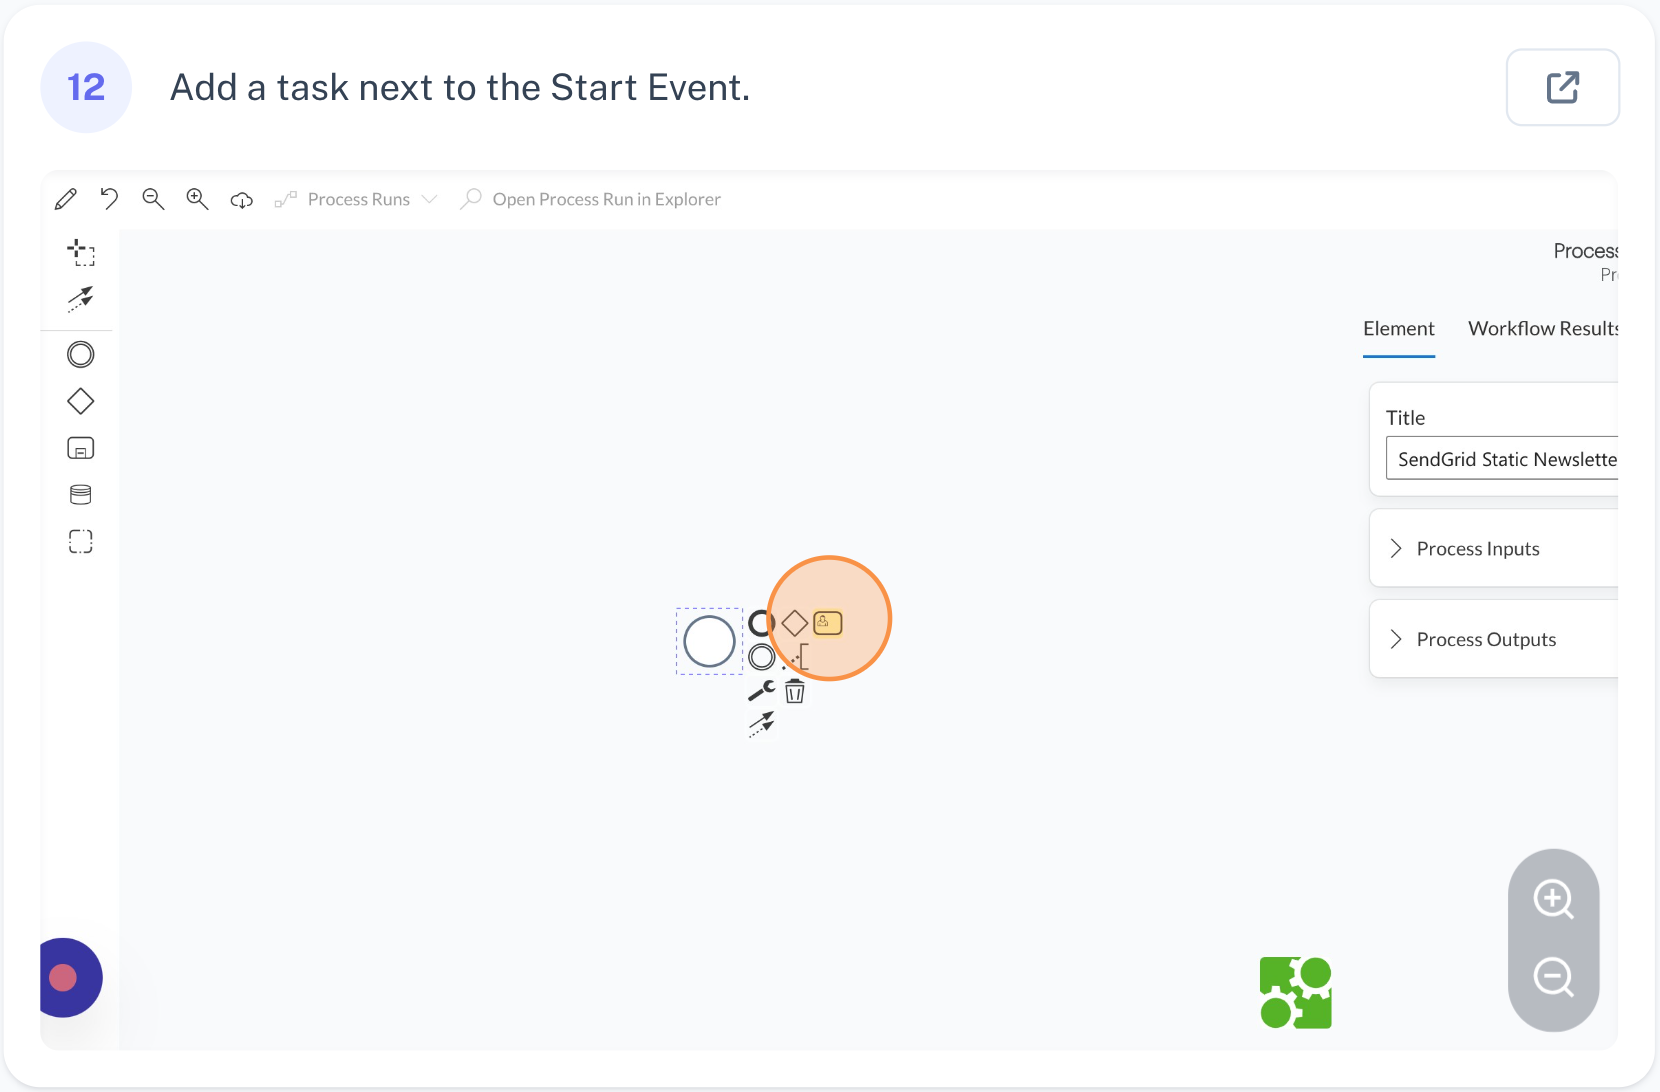 12
Add a task next to the Start Event.
Process Runs
Open Process Run in Explorer
Process
Pr
Element
Workflow Results
Title
SendGrid Static Newslette
Process Inputs
Process Outputs